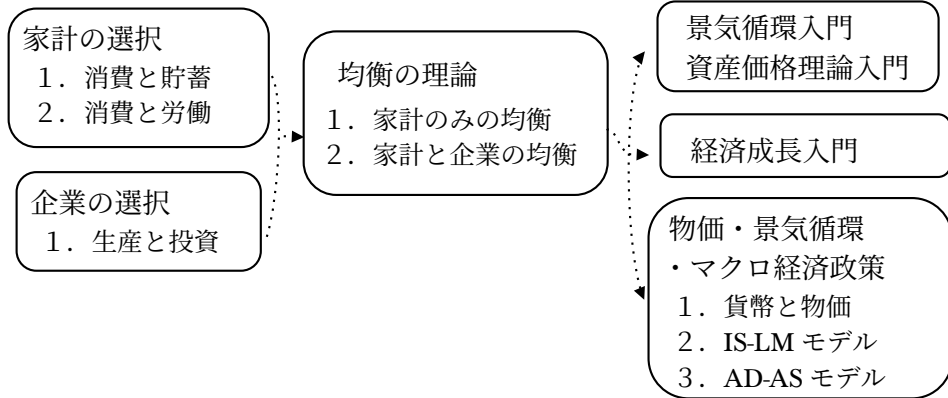 家計の選択
１．消費と貯蓄
２．消費と労働
企業の選択
１．生産と投資
均衡の理論
１．家計のみの均衡
２．家計と企業の均衡
景気循環入門
資産価格理論入門
経済成長入門
物価・景気循環
・マクロ経済政策
１．貨幣と物価
２．IS-LM モデル
３．AD-AS モデル